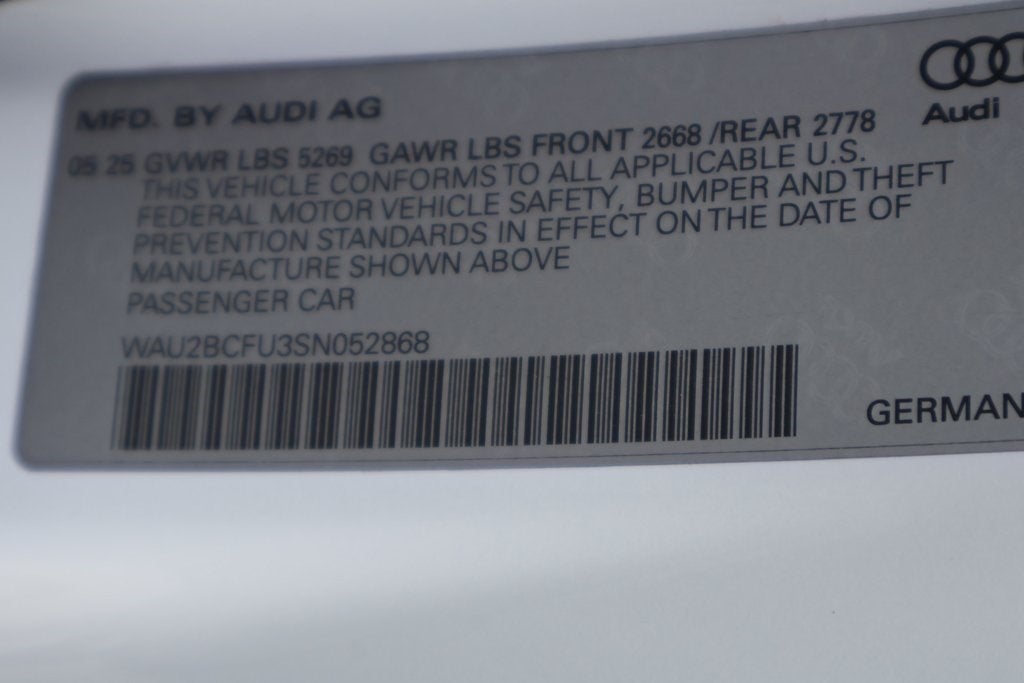 MFD. BY AUDI AG
Audi
05 25 GVWR LBS 5269 GAWR LBS FRONT 2668 /REAR 2778
THIS VEHICLE CONFORMS TO ALL APPLICABLE U.S.
FEDERAL MOTOR VEHICLE SAFETY, BUMPER AND THEFT
PREVENTION STANDARDS IN EFFECT ON THE DATE OF
MANUFACTURE SHOWN ABOVE
PASSENGER CAR
WAU2BCFU3SN052868
GERMAN